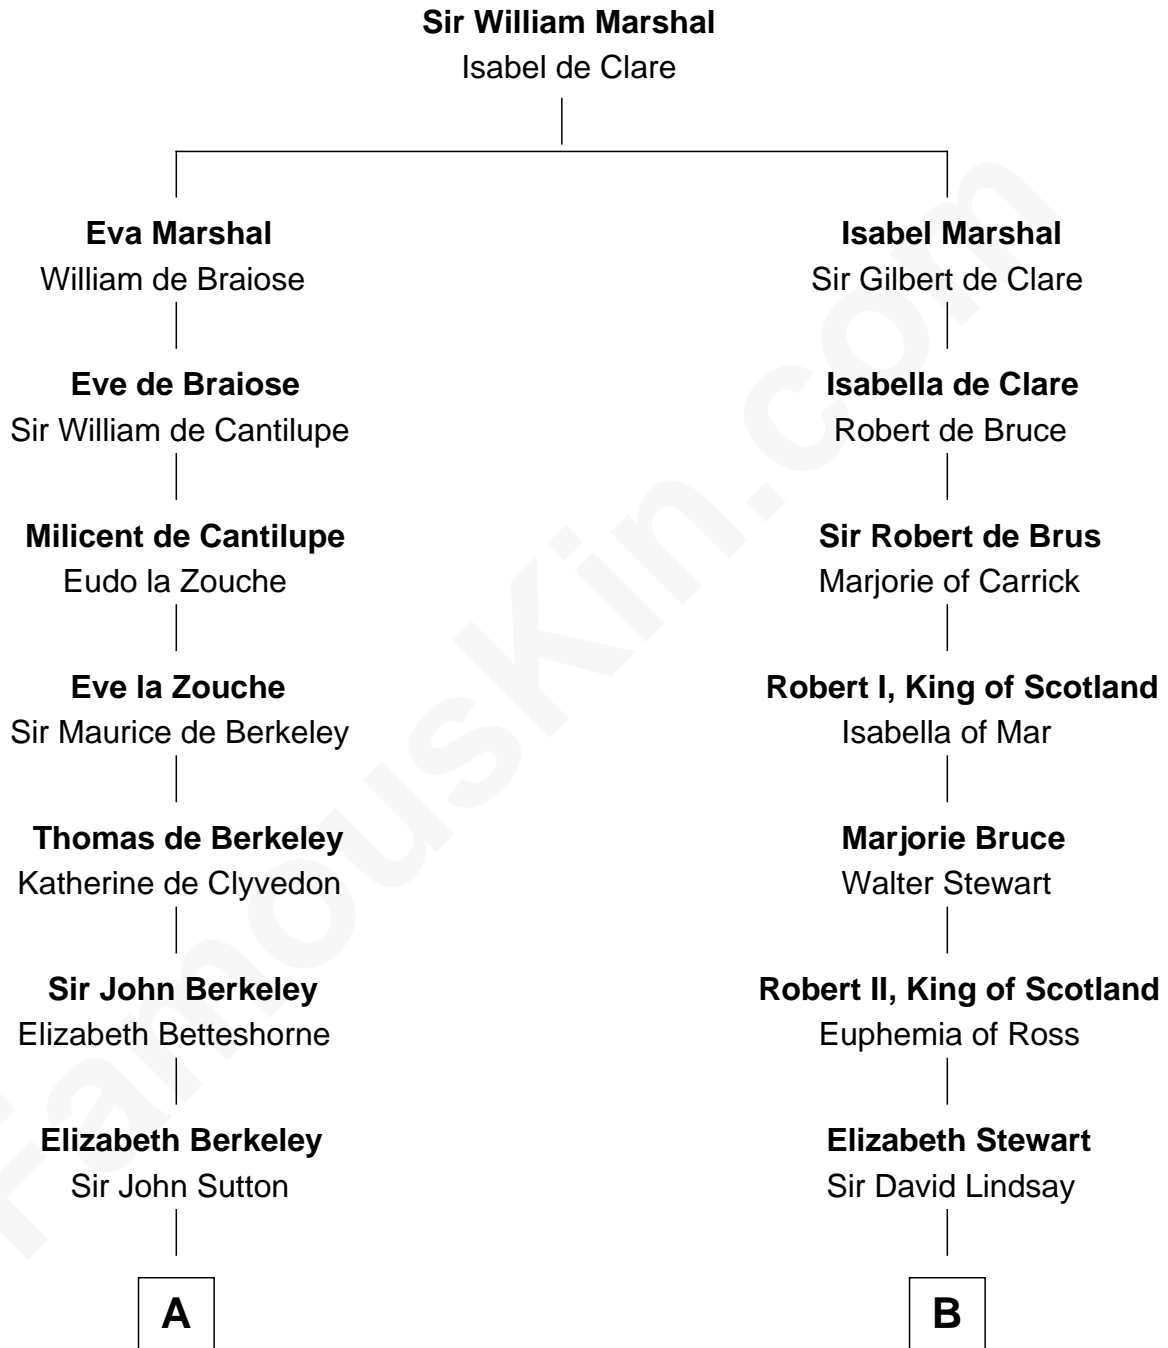 Sir William Marshal
Isabel de Clare
Eva Marshal
William de Braiose
Isabel Marshal
Sir Gilbert de Clare
Eve de Braiose
Sir William de Cantilupe
Isabella de Clare
Robert de Bruce
Milicent de Cantilupe
Eudo la Zouche
Sir Robert de Brus
Marjorie of Carrick
Eve la Zouche
Sir Maurice de Berkeley
Robert I, King of Scotland
Isabella of Mar
Thomas de Berkeley
Katherine de Clyvedon
Marjorie Bruce
Walter Stewart
Sir John Berkeley
Elizabeth Betteshorne
Robert II, King of Scotland
Euphemia of Ross
Elizabeth Berkeley
Sir John Sutton
Elizabeth Stewart
Sir David Lindsay
A
B
FamousKin.com